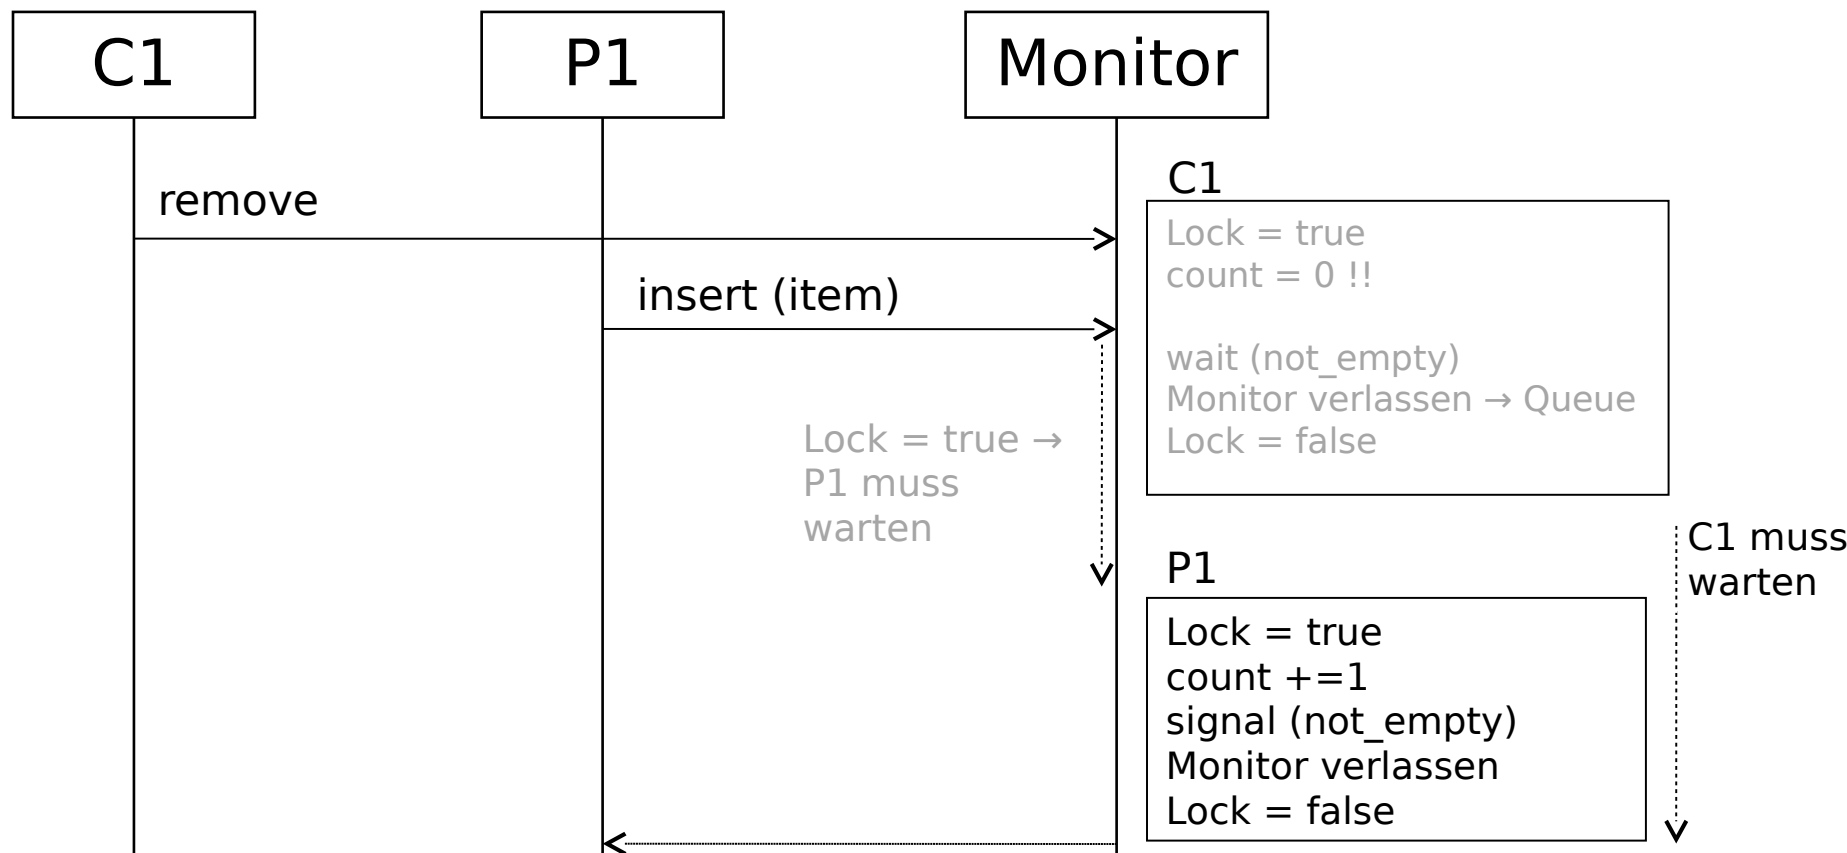 C1
P1
Monitor
C1
remove
Lock = true
count = 0 !!
insert (item)
wait (not_empty)
Monitor verlassen → Queue
Lock = false
Lock = true →
P1 muss
warten
C1 muss
warten
P1
Lock = true
count +=1
signal (not_empty)
Monitor verlassen
Lock = false